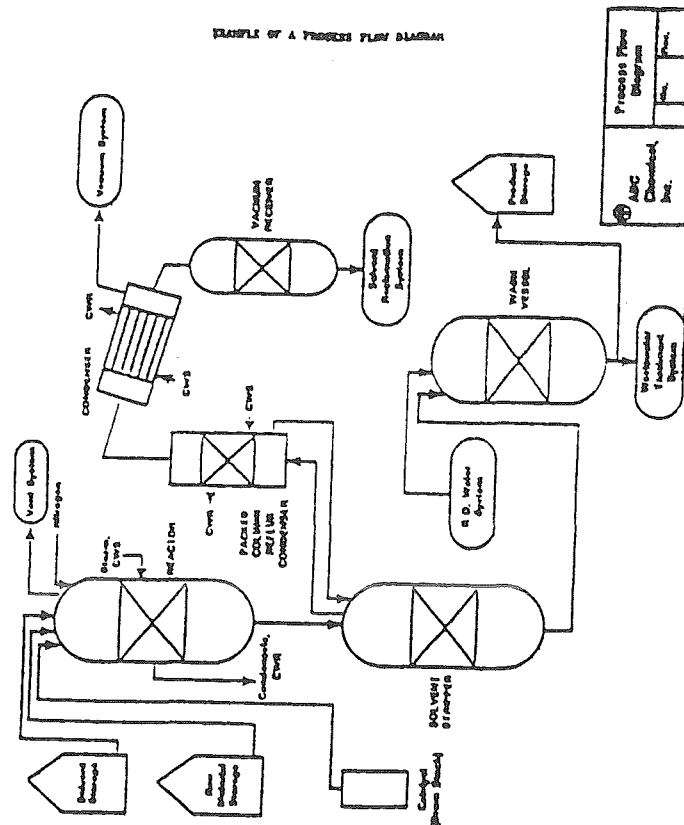 EXAMPLE OF A PROCESS FLOW DIAGRAM
Vacuum System
CWR
CONDENSER
CWS
VACUUM
RECEIVER
Solvent
Reclamation
System
Vent System
Nitrogen
Steam,
CWS
REACTOR
Condensate,
CWR
CWR
CWS
PACKED
COLUMN
REFLUX
CONDENSER
Solvent
Storage
Raw
Material
Storage
Catalyst
SOLVENT
STRIPPER
D. Water
System
WASH
VESSEL
Wastewater
Treatment
System
Product
Storage
ABC
Chemical,
Inc.
Process Flow
Diagram